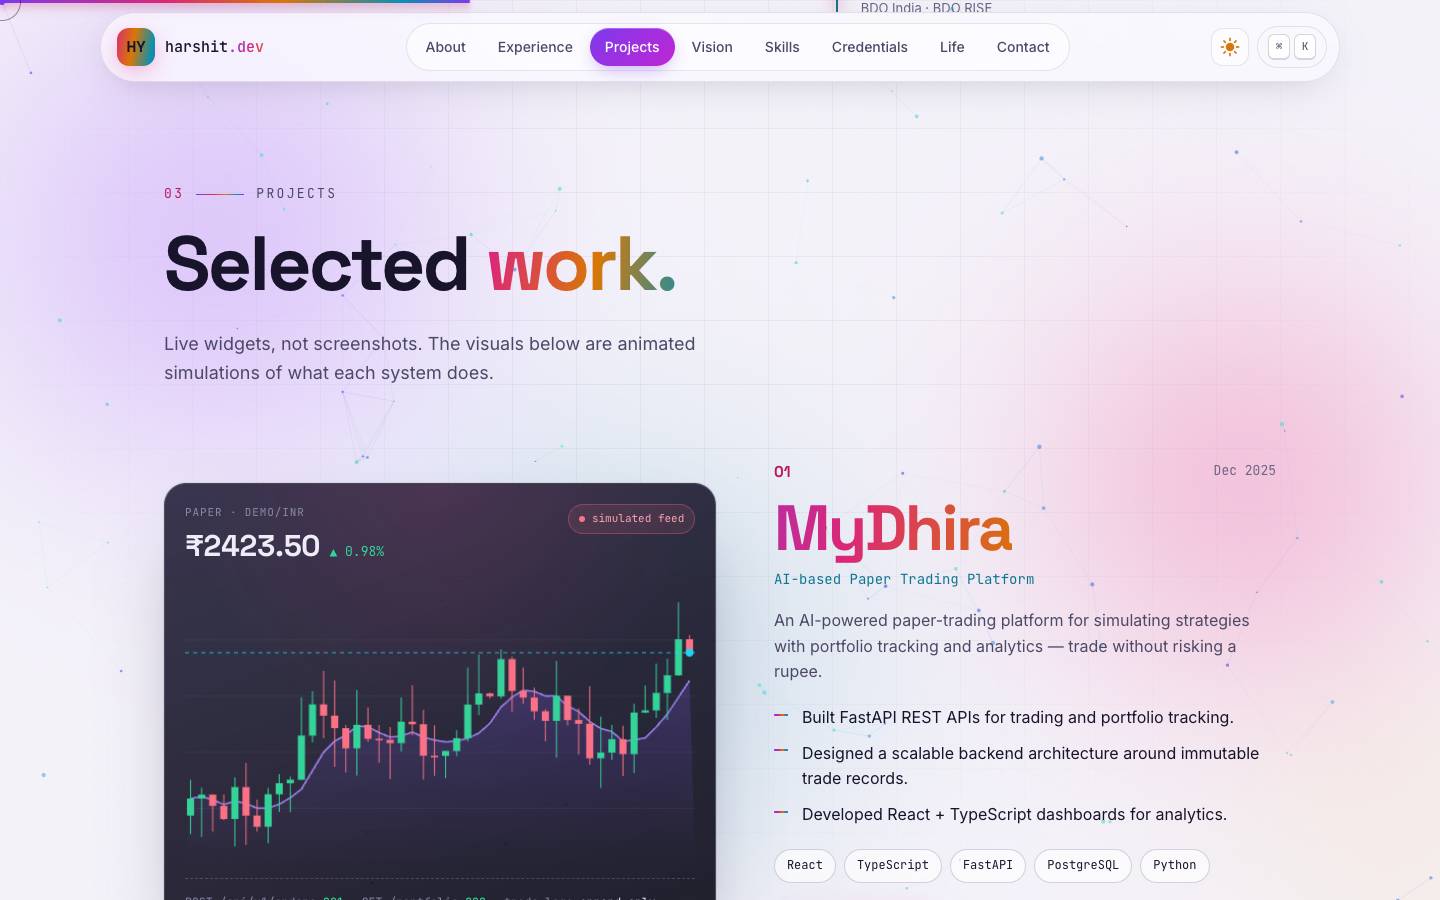 BDO India · BDO RISE
HY harshit.dev
About Experience Projects Vision Skills Credentials Life Contact
⌘ K
03 PROJECTS
Selected work.
Live widgets, not screenshots. The visuals below are animated
simulations of what each system does.
PAPER · DEMO/INR
simulated feed
₹2423.50 ▲ 0.98%
01
Dec 2025
MyDhira
AI-based Paper Trading Platform
An AI-powered paper-trading platform for simulating strategies
with portfolio tracking and analytics — trade without risking a
rupee.
Built FastAPI REST APIs for trading and portfolio tracking.
Designed a scalable backend architecture around immutable
trade records.
Developed React + TypeScript dashboards for analytics.
React TypeScript FastAPI PostgreSQL Python